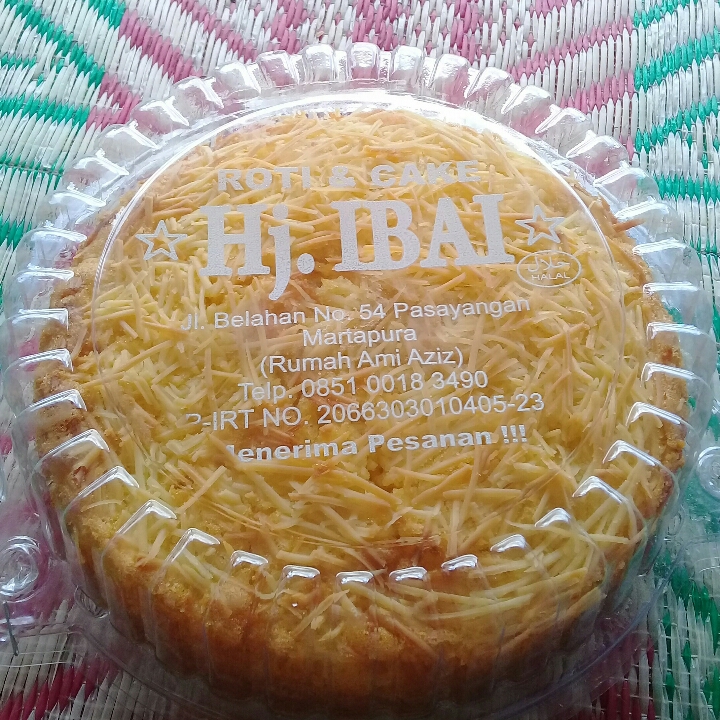 ROTI & CAKE
Hj. IBAI
HALAL
Jl. Belahan No. 54 Pasayangan
Martapura
(Rumah Ami Aziz)
Telp. 0851 0018 3490
P-IRT NO. 2066303010405-23
Menerima Pesanan !!!